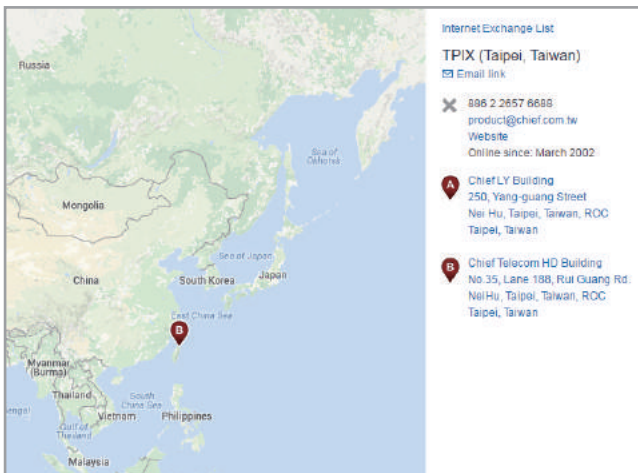 Russia
Sea of
Okhotsk
Mongolia
Sea of Japan
China
South Korea
Japan
East China Sea
B
Myanmar
(Burma)
Thailand
South
China Sea
Vietnam
Philippines
Gulf of
Thailand
Malaysia
Internet Exchange List
TPIX (Taipei, Taiwan)
Email link
886 2 2657 6688
product@chief.com.tw
Website
Online since: March 2002
A
Chief LY Building
250, Yang-guang Street
Nei Hu, Taipei, Taiwan, ROC
Taipei, Taiwan
B
Chief Telecom HD Building
No.35, Lane 188, Rui Guang Rd.
NeiHu, Taipei, Taiwan, ROC
Taipei, Taiwan